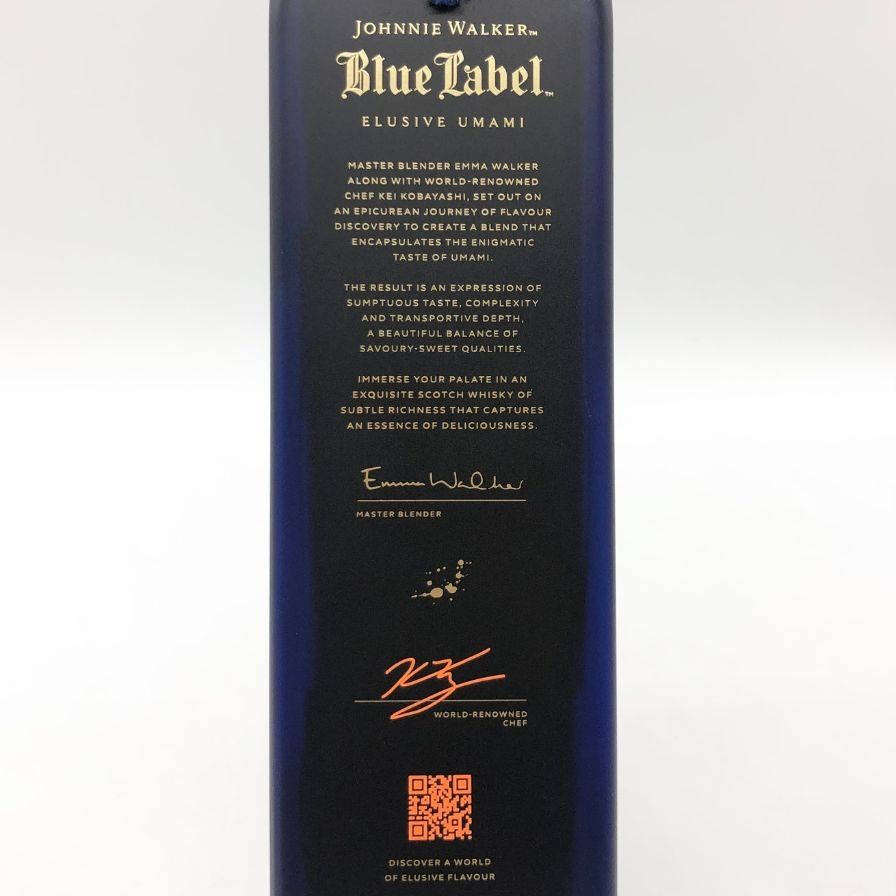 JOHNNIE WALKER™
Blue Label™
ELUSIVE UMAMI
MASTER BLENDER EMMA WALKER
ALONG WITH WORLD-RENOWNED
CHEF KEI KOBAYASHI, SET OUT ON
AN EPICUREAN JOURNEY OF FLAVOUR
DISCOVERY TO CREATE A BLEND THAT
ENCAPSULATES THE ENIGMATIC
TASTE OF UMAMI.
THE RESULT IS AN EXPRESSION OF
SUMPTUOUS TASTE, COMPLEXITY
AND TRANSPORTIVE DEPTH,
A BEAUTIFUL BALANCE OF
SAVOURY-SWEET QUALITIES.
IMMERSE YOUR PALATE IN AN
EXQUISITE SCOTCH WHISKY OF
SUBTLE RICHNESS THAT CAPTURES
AN ESSENCE OF DELICIOUSNESS.
Emma Walker
MASTER BLENDER
WORLD-RENOWNED
CHEF
DISCOVER A WORLD
OF ELUSIVE FLAVOUR